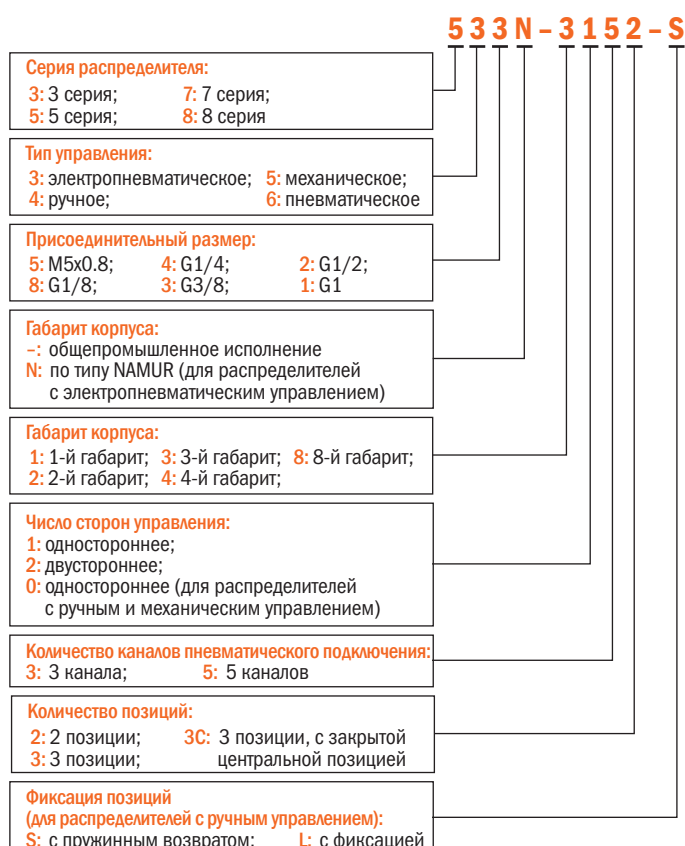 533N-3152-S
Серия распределителя:
3: 3 серия; 7: 7 серия;
5: 5 серия; 8: 8 серия
Тип управления:
3: электропневматическое; 5: механическое;
4: ручное; 6: пневматическое
Присоединительный размер:
5: M5x0.8; 4: G1/4; 2: G1/2;
8: G1/8; 3: G3/8; 1: G1
Габарит корпуса:
–: общепромышленное исполнение
N: по типу NAMUR (для распределителей
с электропневматическим управлением)
Габарит корпуса:
1: 1-й габарит; 3: 3-й габарит; 8: 8-й габарит;
2: 2-й габарит; 4: 4-й габарит;
Число сторон управления:
1: одностороннее;
2: двустороннее;
0: одностороннее (для распределителей
с ручным и механическим управлением)
Количество каналов пневматического подключения:
3: 3 канала; 5: 5 каналов
Количество позиций:
2: 2 позиции; 3С: 3 позиции, с закрытой
3: 3 позиции; центральной позицией
Фиксация позиций
(для распределителей с ручным управлением):
S: с пружинным возвратом; L: с фиксацией